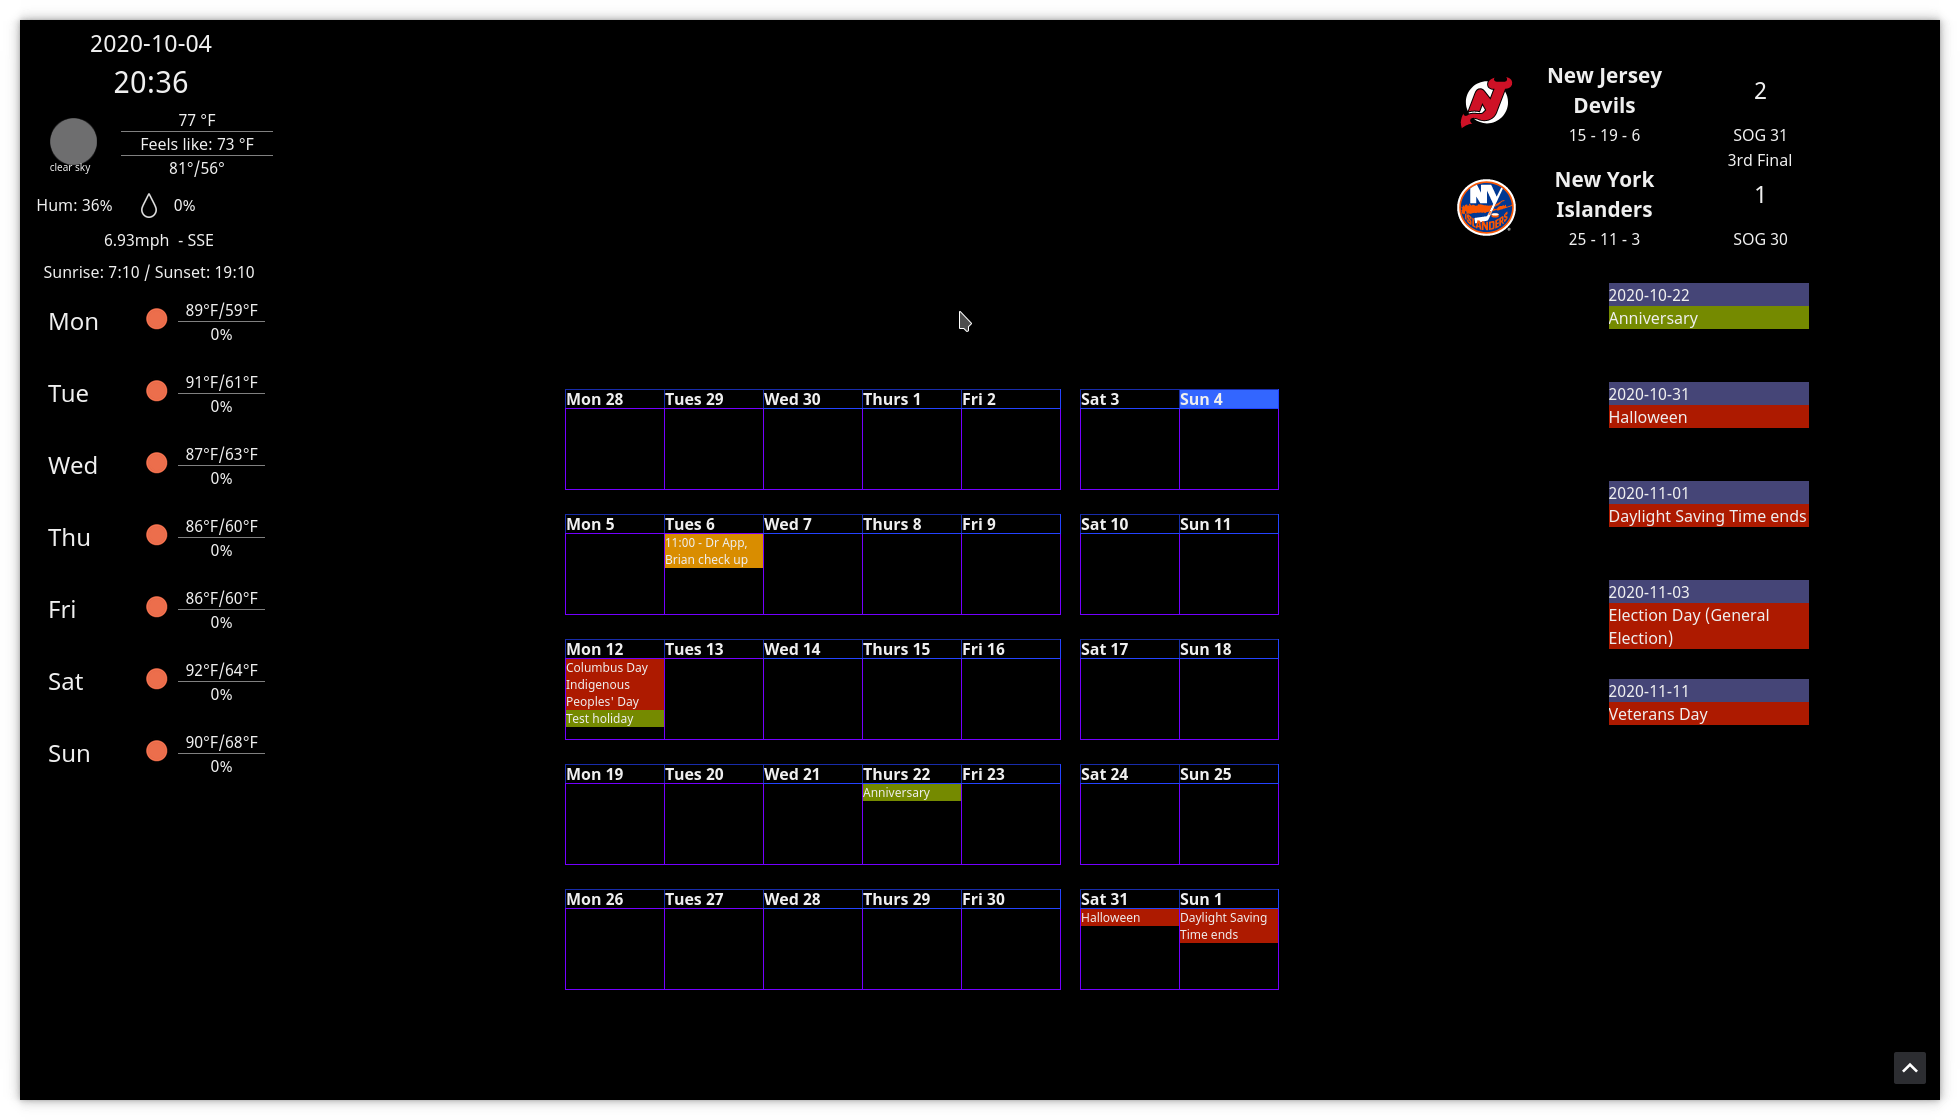 2020-10-04
20:36
77 °F
Feels like: 73 °F
81°/56°
clear sky
Hum: 36% 0%
6.93mph - SSE
Sunrise: 7:10 / Sunset: 19:10
Mon 89°F/59°F
0%
Tue 91°F/61°F
0%
Wed 87°F/63°F
0%
Thu 86°F/60°F
0%
Fri 86°F/60°F
0%
Sat 92°F/64°F
0%
Sun 90°F/68°F
0%
Mon 28 Tues 29 Wed 30 Thurs 1 Fri 2 Sat 3 Sun 4
Mon 5 Tues 6 Wed 7 Thurs 8 Fri 9 Sat 10 Sun 11
11:00 - Dr App,
Brian check up
Mon 12 Tues 13 Wed 14 Thurs 15 Fri 16 Sat 17 Sun 18
Columbus Day
Indigenous
Peoples' Day
Test holiday
Mon 19 Tues 20 Wed 21 Thurs 22 Fri 23 Sat 24 Sun 25
Anniversary
Mon 26 Tues 27 Wed 28 Thurs 29 Fri 30 Sat 31 Sun 1
Halloween Daylight Saving
Time ends
New Jersey
Devils
2
15 - 19 - 6 SOG 31
3rd Final
NY
ISLANDERS
New York
Islanders
1
25 - 11 - 3 SOG 30
2020-10-22
Anniversary
2020-10-31
Halloween
2020-11-01
Daylight Saving Time ends
2020-11-03
Election Day (General
Election)
2020-11-11
Veterans Day